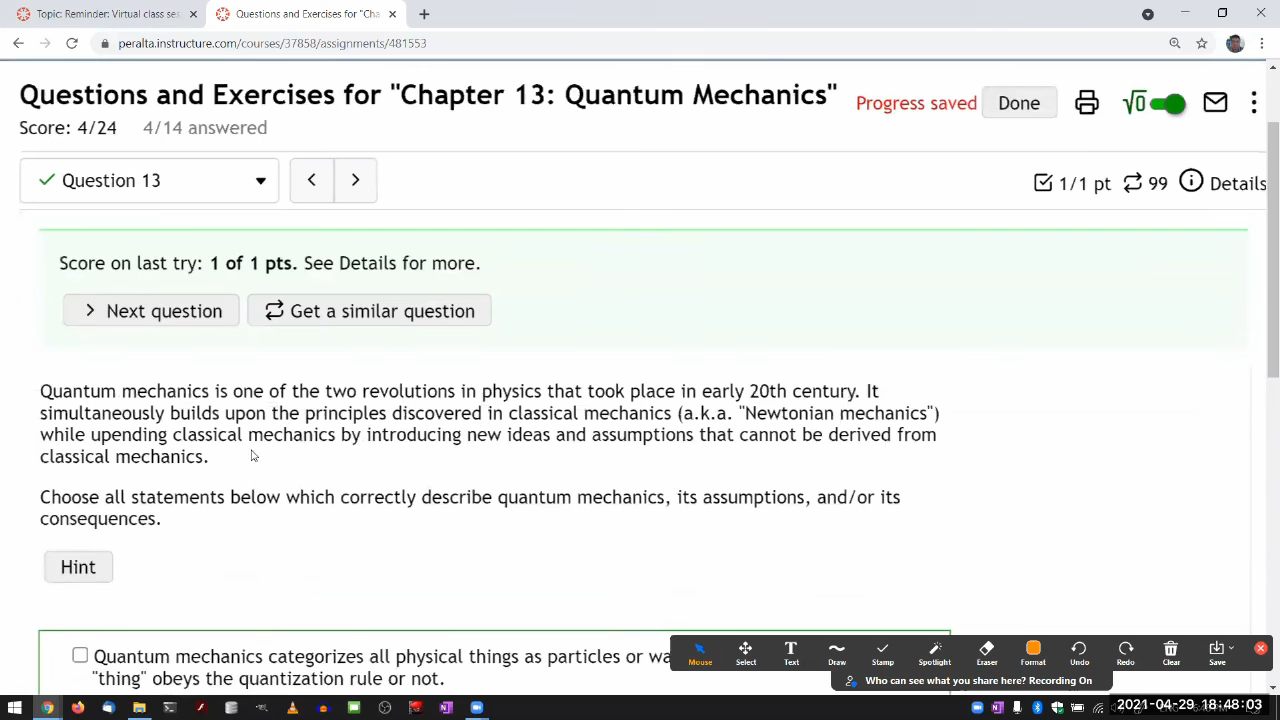 Topic: Reminder: Virtual class ses
Questions and Exercises for "Cha
peralta.instructure.com/courses/37858/assignments/481553
Questions and Exercises for "Chapter 13: Quantum Mechanics"
Progress saved
Done
√0
Score: 4/24
4/14 answered
Question 13
1/1 pt
99
Details
Score on last try: 1 of 1 pts. See Details for more.
Next question
Get a similar question
Quantum mechanics is one of the two revolutions in physics that took place in early 20th century. It
simultaneously builds upon the principles discovered in classical mechanics (a.k.a. "Newtonian mechanics")
while upending classical mechanics by introducing new ideas and assumptions that cannot be derived from
classical mechanics.
Choose all statements below which correctly describe quantum mechanics, its assumptions, and/or its
consequences.
Hint
Quantum mechanics categorizes all physical things as particles or wa
"thing" obeys the quantization rule or not.
Mouse
Select
Text
Draw
Stamp
Spotlight
Eraser
Format
Undo
Redo
Clear
Save
Who can see what you share here? Recording On
2021-04-29 18:48:03